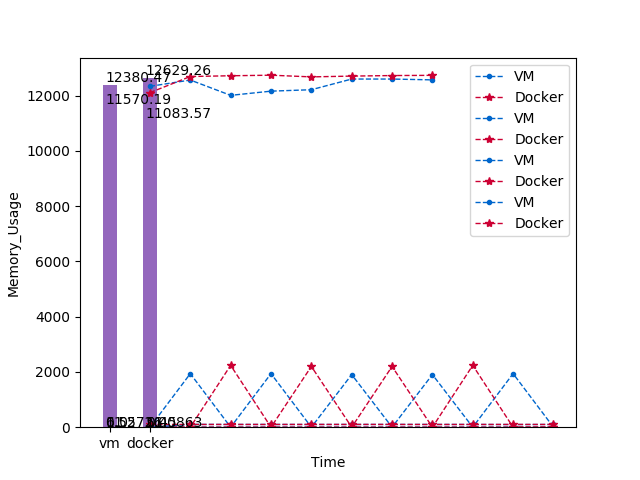 Memory_Usage
12000
10000
8000
6000
4000
2000
0
12380.47
12629.26
11570.19
11083.57
VM
Docker
VM
Docker
VM
Docker
VM
Docker
vm
docker
Time